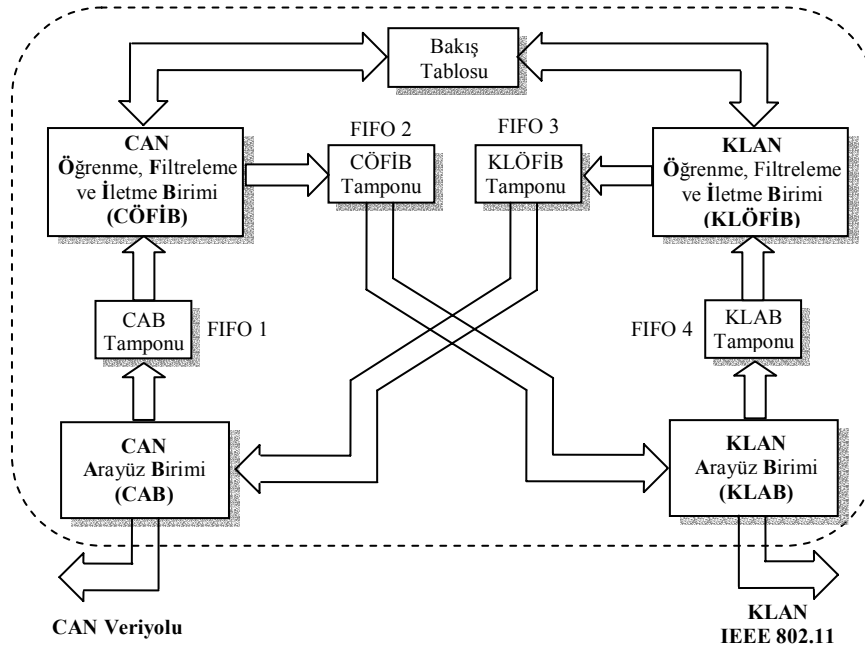 Bakış
Tablosu
CAN
Öğrenme, Filtreleme
ve İletme Birimi
(CÖFİB)
FIFO 2
CÖFİB
Tamponu
FIFO 3
KLÖFİB
Tamponu
KLAN
Öğrenme, Filtreleme
ve İletme Birimi
(KLÖFİB)
CAB
Tamponu
FIFO 1
FIFO 4
KLAB
Tamponu
CAN
Arayüz Birimi
(CAB)
KLAN
Arayüz Birimi
(KLAB)
CAN Veriyolu
KLAN
IEEE 802.11